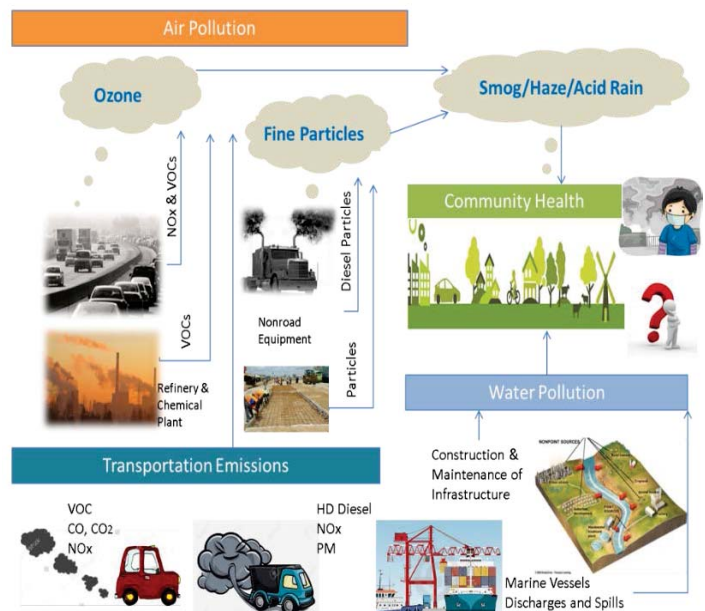 Air Pollution
Ozone
Smog/Haze/Acid Rain
Fine Particles
NOx & VOCs
Diesel Particles
Community Health
VOCs
Nonroad
Equipment
Particles
Refinery &
Chemical
Plant
Water Pollution
Transportation Emissions
Construction &
Maintenance of
Infrastructure
NONPOINT SOURCES
VOC
CO, CO2
NOx
HD Diesel
NOx
PM
Marine Vessels
Discharges and Spills